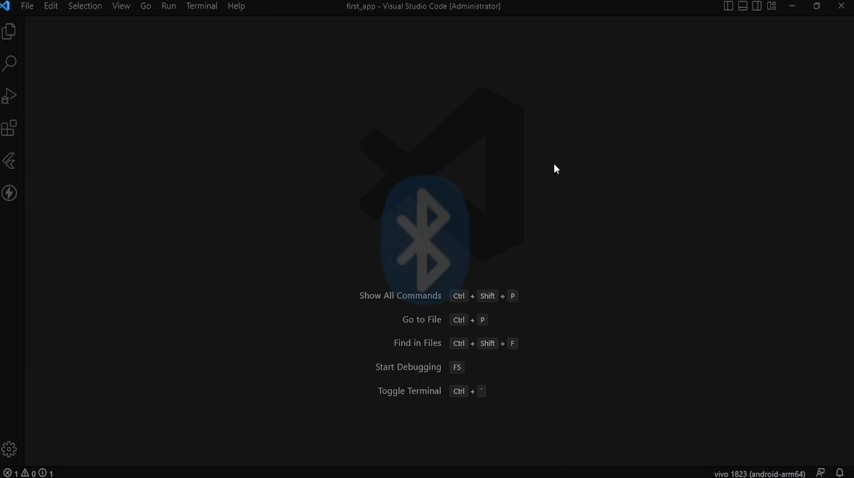 File Edit Selection View Go Run Terminal Help first_app - Visual Studio Code [Administrator]
Show All Commands Ctrl + Shift + P
Go to File Ctrl + P
Find in Files Ctrl + Shift + F
Start Debugging F5
Toggle Terminal Ctrl + `
1 0 1 vivo 1823 (android-arm64)